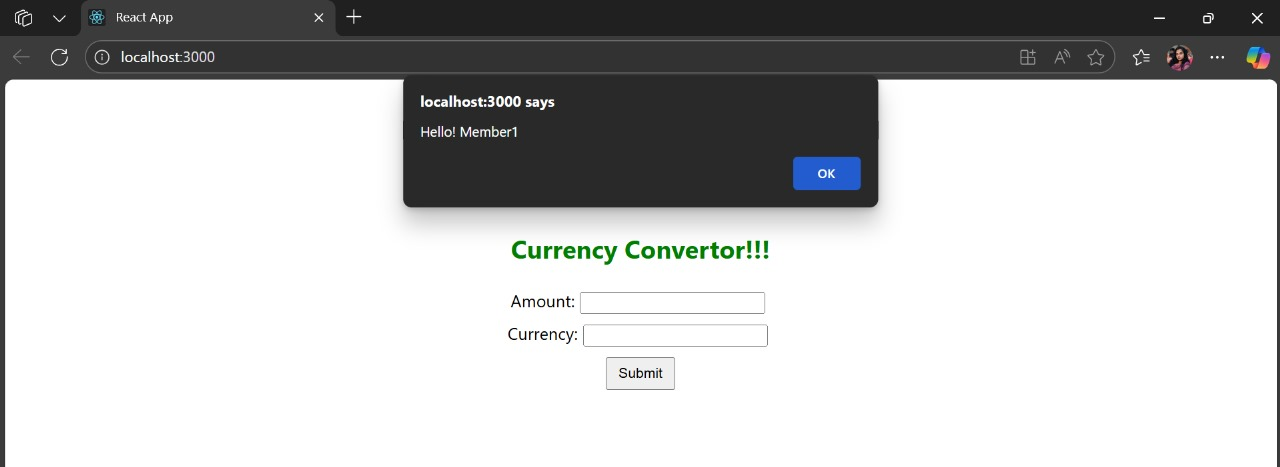 React App
localhost:3000
localhost:3000 says
Hello! Member1
OK
Currency Convertor!!!
Amount:
Currency:
Submit